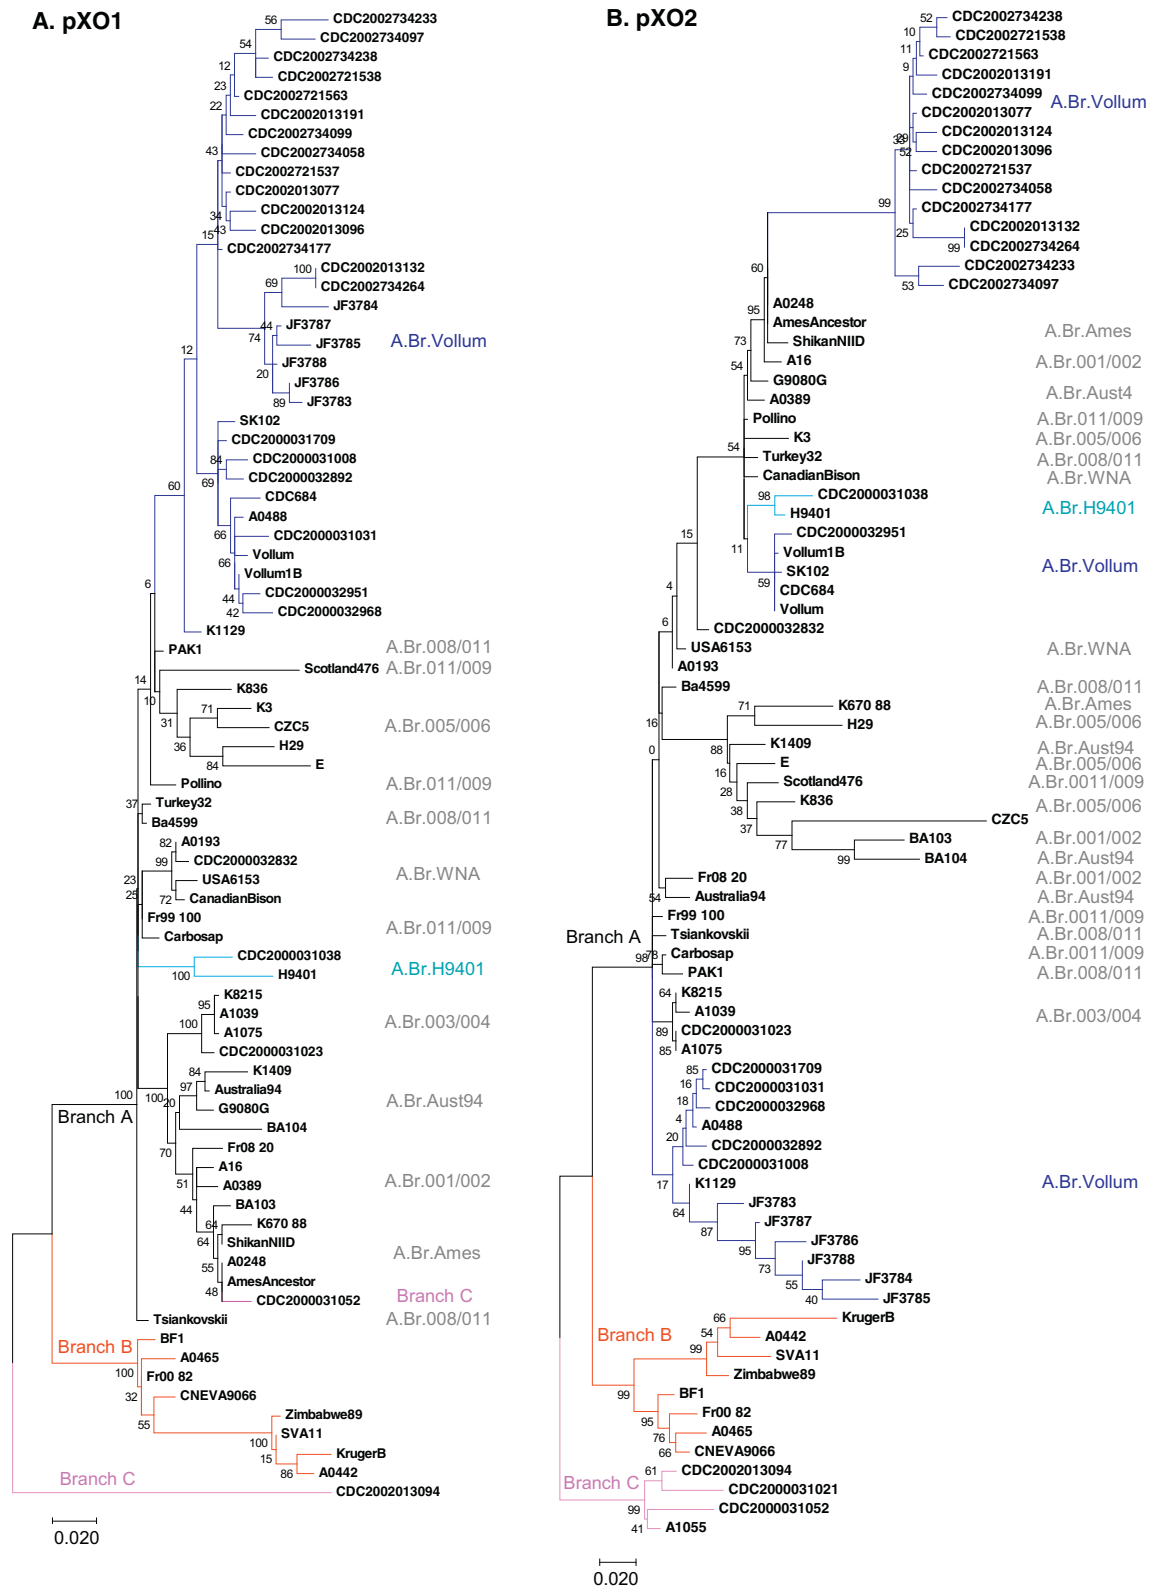 A. pXO1
56
CDC2002734233
CDC2002734097
54
CDC2002734238
CDC2002721538
12
23
CDC2002721563
22
CDC2002013191
CDC2002734099
43
CDC2002734058
CDC2002721537
CDC2002013077
34
CDC2002013124
43
CDC2002013096
15
CDC2002734177
100
CDC2002013132
CDC2002734264
69
JF3784
44
JF3787
74
JF3785
A.Br.Vollum
12
JF3788
20
JF3786
89
JF3783
SK102
CDC2000031709
84
CDC2000031008
69
CDC2000032892
60
CDC684
A0488
66
CDC2000031031
Vollum
66
Vollum1B
6
44
CDC2000032951
42
CDC2000032968
K1129
PAK1
A.Br.008/011
Scotland476
A.Br.011/009
14
10
K836
31
71
K3
CZC5
A.Br.005/006
36
H29
84
E
Pollino
A.Br.011/009
37
Turkey32
Ba4599
A.Br.008/011
82
A0193
99
CDC2000032832
23
25
USA6153
A.Br.WNA
72
CanadianBison
Fr99 100
Carbosap
A.Br.011/009
CDC2000031038
100
H9401
A.Br.H9401
K8215
95
A1039
100
A1075
A.Br.003/004
CDC2000031023
84
K1409
97
Australia94
100
100
20
G9080G
A.Br.Aust94
Branch A
BA104
70
Fr08 20
A16
51
A0389
A.Br.001/002
44
BA103
64
K670 88
64
ShikanNIID
A0248
A.Br.Ames
55
AmesAncestor
48
CDC2000031052
Branch C
Tsiankovskii
A.Br.008/011
Branch B
BF1
100
A0465
Fr00 82
32
CNEVA9066
55
Zimbabwe89
100
SVA11
15
KrugerB
86
A0442
Branch C
CDC2002013094
0.020
B. pXO2
52
CDC2002734238
10
CDC2002721538
11
CDC2002721563
9
CDC2002013191
CDC2002734099
A.Br.Vollum
CDC2002013077
33
29
CDC2002013124
52
CDC2002013096
CDC2002721537
CDC2002734058
99
CDC2002734177
25
CDC2002013132
99
CDC2002734264
CDC2002734233
53
CDC2002734097
60
A0248
95
AmesAncestor
A.Br.Ames
73
ShikanNIID
54
A16
A.Br.001/002
G9080G
A0389
A.Br.Aust4
Pollino
A.Br.011/009
K3
A.Br.005/006
54
Turkey32
A.Br.008/011
CanadianBison
A.Br.WNA
98
CDC2000031038
H9401
A.Br.H9401
15
11
CDC2000032951
Vollum1B
59
SK102
A.Br.Vollum
CDC684
Vollum
4
6
CDC2000032832
USA6153
A.Br.WNA
A0193
Ba4599
A.Br.008/011
16
71
K670 88
A.Br.Ames
H29
A.Br.005/006
0
88
K1409
A.Br.Aust94
16
E
A.Br.005/006
28
Scotland476
A.Br.0011/009
38
K836
A.Br.005/006
37
CZC5
77
BA103
A.Br.001/002
99
BA104
A.Br.Aust94
Fr08 20
A.Br.001/002
54
Australia94
A.Br.Aust94
Fr99 100
A.Br.0011/009
Branch A
Tsiankovskii
A.Br.008/011
98
78
Carbosap
A.Br.0011/009
PAK1
A.Br.008/011
64
K8215
A1039
A.Br.003/004
89
CDC2000031023
85
A1075
85
CDC2000031709
16
CDC2000031031
18
CDC2000032968
4
A0488
20
CDC2000032892
CDC2000031008
17
K1129
A.Br.Vollum
64
JF3783
87
JF3787
95
JF3786
73
JF3788
55
JF3784
40
JF3785
66
KrugerB
Branch B
54
A0442
99
SVA11
Zimbabwe89
99
BF1
95
Fr00 82
76
A0465
66
CNEVA9066
61
CDC2002013094
Branch C
CDC2000031021
99
CDC2000031052
41
A1055
0.020